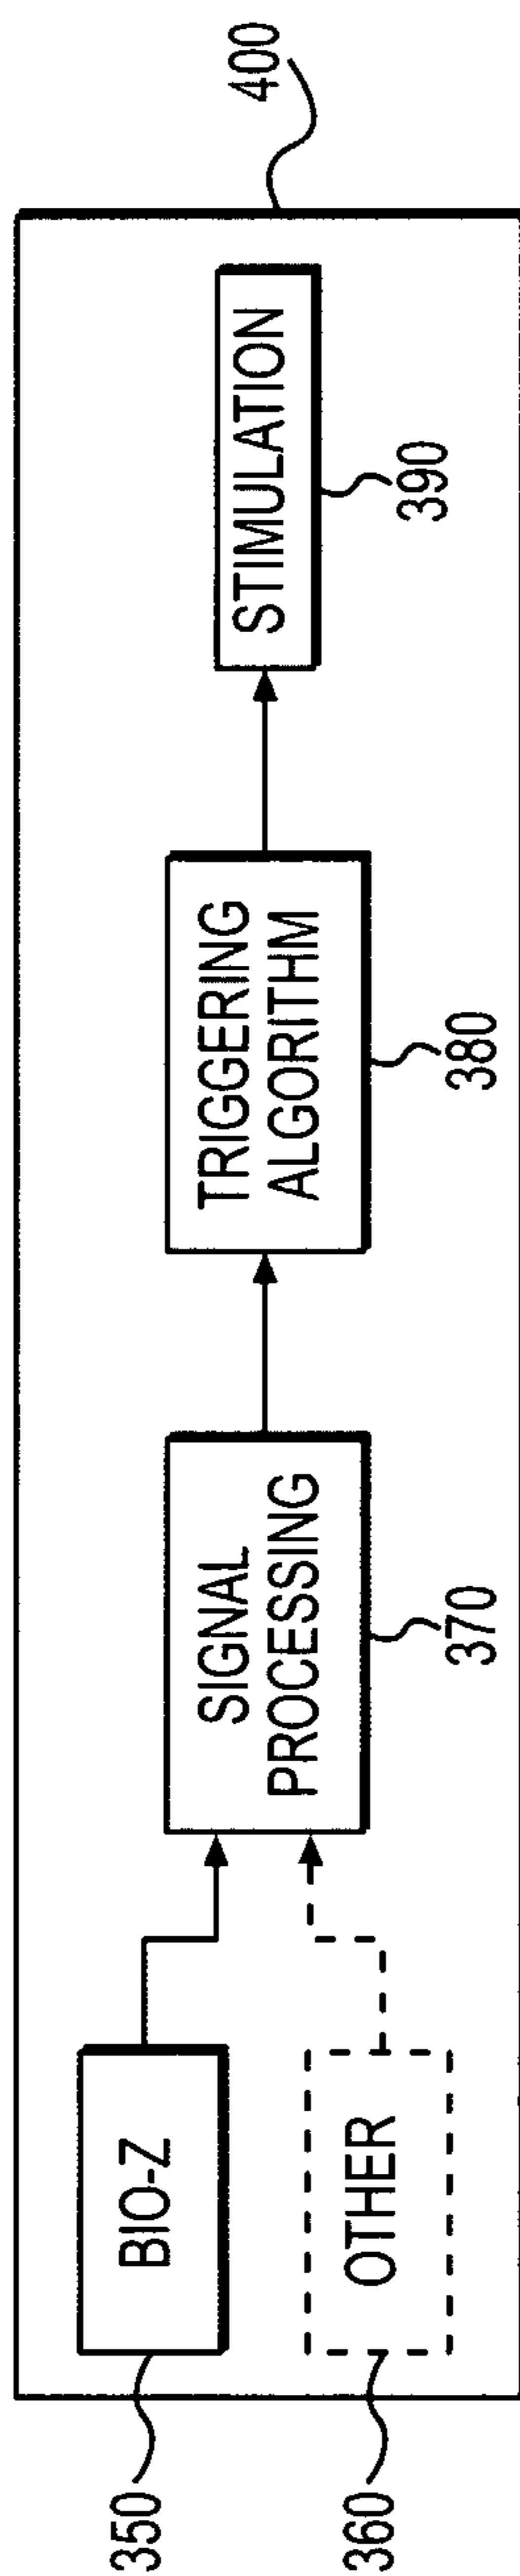 400
BIO-Z
350
OTHER
360
SIGNAL
PROCESSING
370
TRIGGERING
ALGORITHM
380
STIMULATION
390